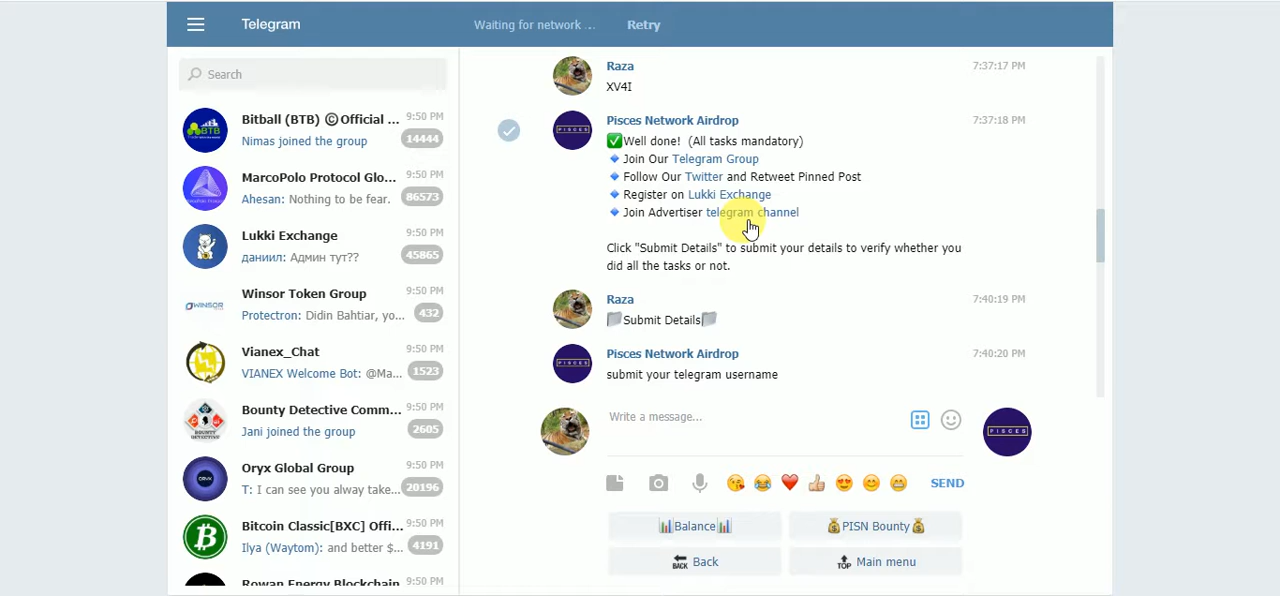 Telegram
Waiting for network ...
Retry
Search
Bitball (BTB) ©Official ...
9:50 PM
Nimas joined the group
14444
MarcoPolo Protocol Glo...
9:50 PM
Ahesan: Nothing to be fear.
86573
Lukki Exchange
9:50 PM
даниил: Админ тут??
45865
Winsor Token Group
9:50 PM
Protectron: Didin Bahtiar, yo...
432
WINSOR
Vianex_Chat
9:50 PM
VIANEX Welcome Bot: @Ma...
1523
Bounty Detective Comm...
9:50 PM
Jani joined the group
2605
BOUNTY
DETECTIVE
Oryx Global Group
9:50 PM
T: I can see you alway take...
20196
Bitcoin Classic[BXC] Offi...
9:50 PM
Ilya (Waytom): and better $...
4191
Rowan Energy Blockchain
9:50 PM
Raza
7:37:17 PM
XV4I
Pisces Network Airdrop
7:37:18 PM
PISCES
✅Well done! (All tasks mandatory)
🔹Join Our Telegram Group
🔹Follow Our Twitter and Retweet Pinned Post
🔹Register on Lukki Exchange
🔹Join Advertiser telegram channel
Click "Submit Details" to submit your details to verify whether you
did all the tasks or not.
Raza
7:40:19 PM
Submit Details
Pisces Network Airdrop
7:40:20 PM
PISCES
submit your telegram username
Write a message...
PISCES
SEND
📊Balance📊
💰PISN Bounty💰
🔙 Back
🔝 Main menu